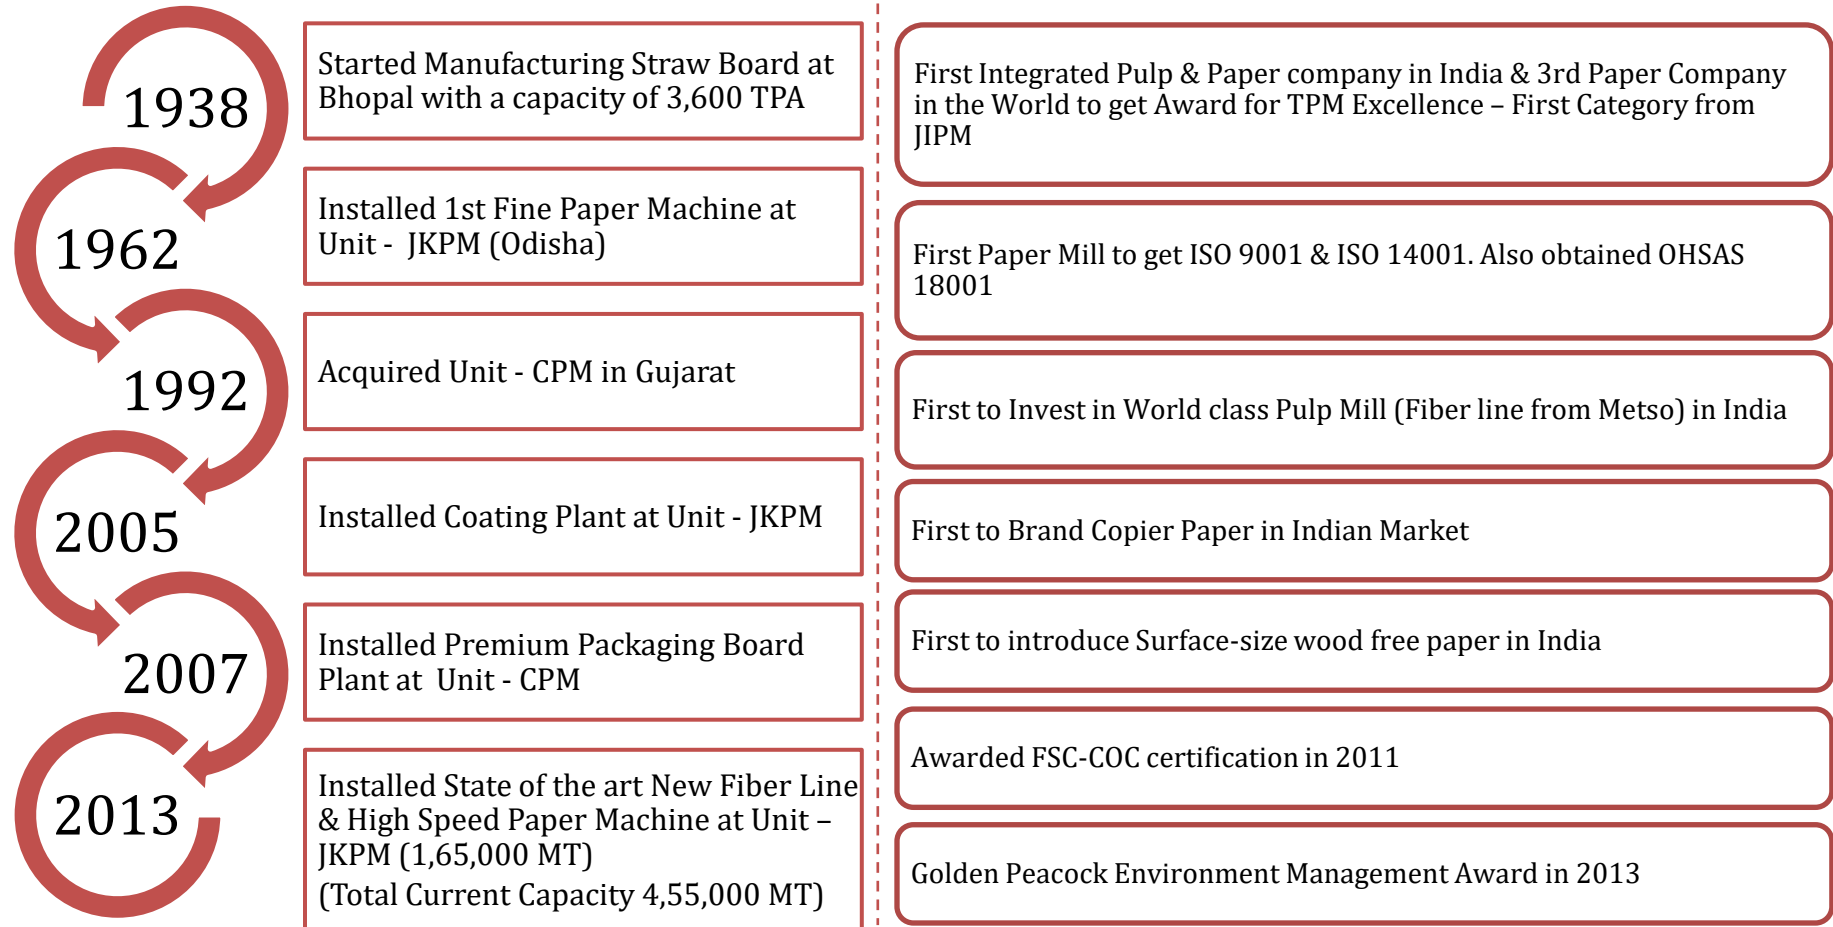 1938
Started Manufacturing Straw Board at
Bhopal with a capacity of 3,600 TPA
1962
Installed 1st Fine Paper Machine at
Unit - JKPM (Odisha)
1992
Acquired Unit - CPM in Gujarat
2005
Installed Coating Plant at Unit - JKPM
2007
Installed Premium Packaging Board
Plant at Unit - CPM
2013
Installed State of the art New Fiber Line
& High Speed Paper Machine at Unit –
JKPM (1,65,000 MT)
(Total Current Capacity 4,55,000 MT)
First Integrated Pulp & Paper company in India & 3rd Paper Company
in the World to get Award for TPM Excellence – First Category from
JIPM
First Paper Mill to get ISO 9001 & ISO 14001. Also obtained OHSAS
18001
First to Invest in World class Pulp Mill (Fiber line from Metso) in India
First to Brand Copier Paper in Indian Market
First to introduce Surface-size wood free paper in India
Awarded FSC-COC certification in 2011
Golden Peacock Environment Management Award in 2013